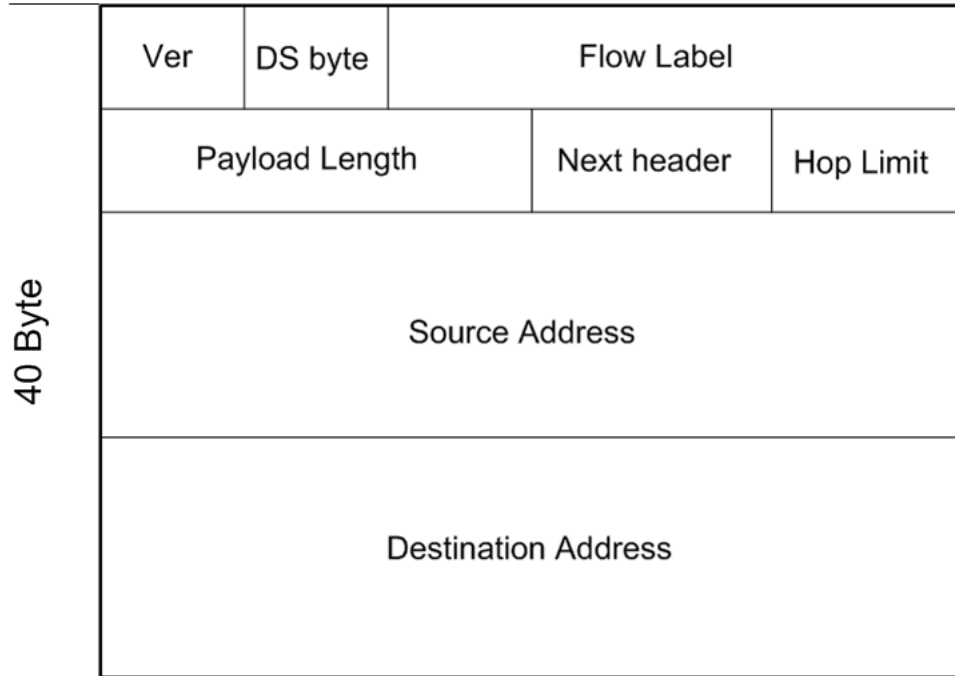 Ver
DS byte
Flow Label
Payload Length
Next header
Hop Limit
40 Byte
Source Address
Destination Address